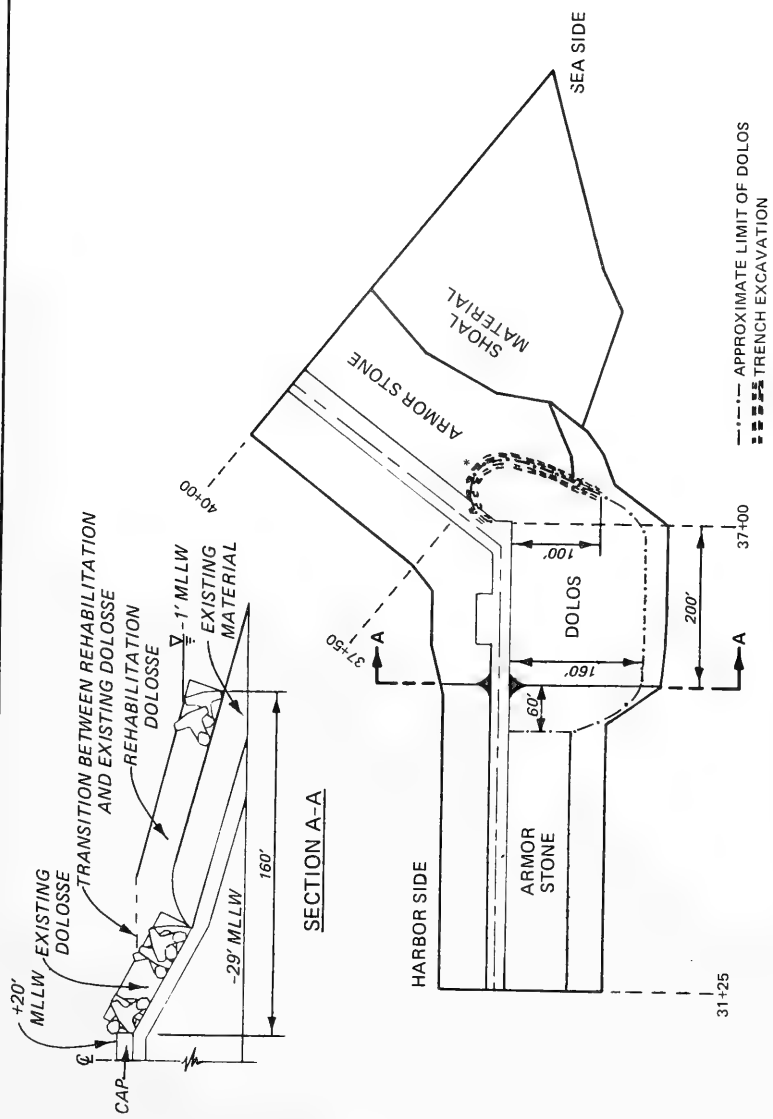 +20'
MLLW
EXISTING
DOLOSSE
TRANSITION BETWEEN REHABILITATION
AND EXISTING DOLOSSE
REHABILITATION
DOLOSSE
-1' MLLW
EXISTING
MATERIAL
℄
CAP
-29' MLLW
160'
SECTION A-A
40+00
37+50
SEA SIDE
SHOAL
MATERIAL
ARMOR STONE
*
HARBOR SIDE
A
A
ARMOR
STONE
DOLOS
60'
160'
100'
200'
31+25
37+00
APPROXIMATE LIMIT OF DOLOS
TRENCH EXCAVATION